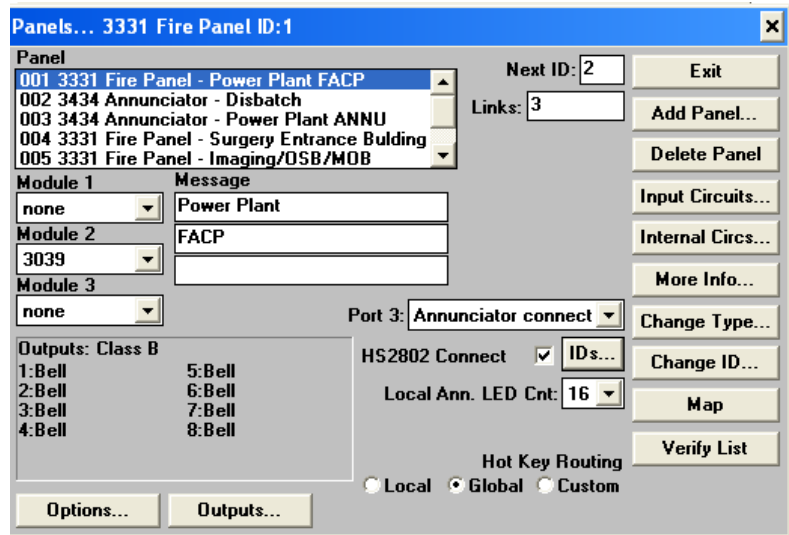 Panels... 3331 Fire Panel ID:1
Panel
001 3331 Fire Panel - Power Plant FACP
002 3434 Annunciator - Disbatch
003 3434 Annunciator - Power Plant ANNU
004 3331 Fire Panel - Surgery Entrance Bulding
005 3331 Fire Panel - Imaging/OSB/MOB
Next ID: 2
Links: 3
Exit
Add Panel...
Delete Panel
Input Circuits...
Internal Circs...
More Info...
Change Type...
Change ID...
Map
Verify List
Module 1
none
Module 2
3039
Module 3
none
Message
Power Plant
FACP
Port 3: Annunciator connect
HS2802 Connect IDs...
Local Ann. LED Cnt: 16
Outputs: Class B
1:Bell 5:Bell
2:Bell 6:Bell
3:Bell 7:Bell
4:Bell 8:Bell
Hot Key Routing
Local Global Custom
Options... Outputs...